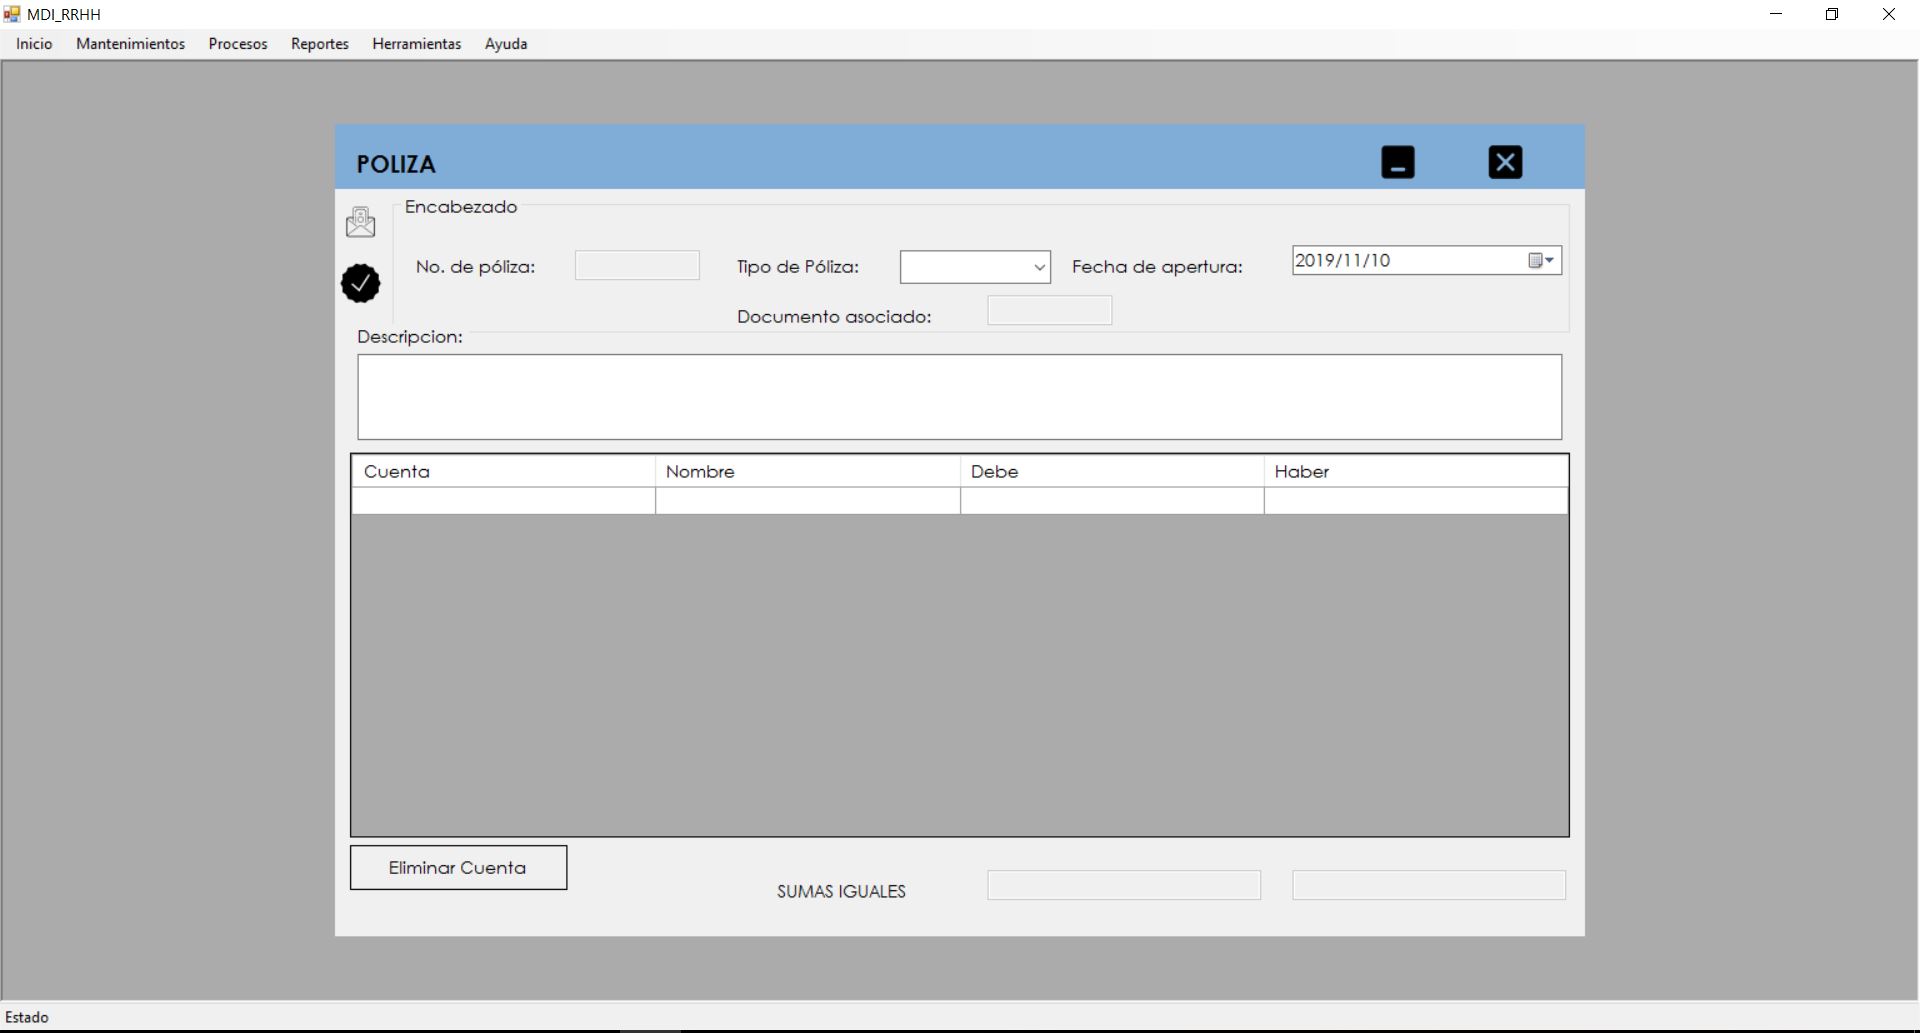 MDI_RRHH
Inicio Mantenimientos Procesos Reportes Herramientas Ayuda
POLIZA
Encabezado
No. de póliza: Tipo de Póliza: Fecha de apertura: 2019/11/10
Documento asociado:
Descripcion:
Cuenta Nombre Debe Haber
Eliminar Cuenta
SUMAS IGUALES
Estado